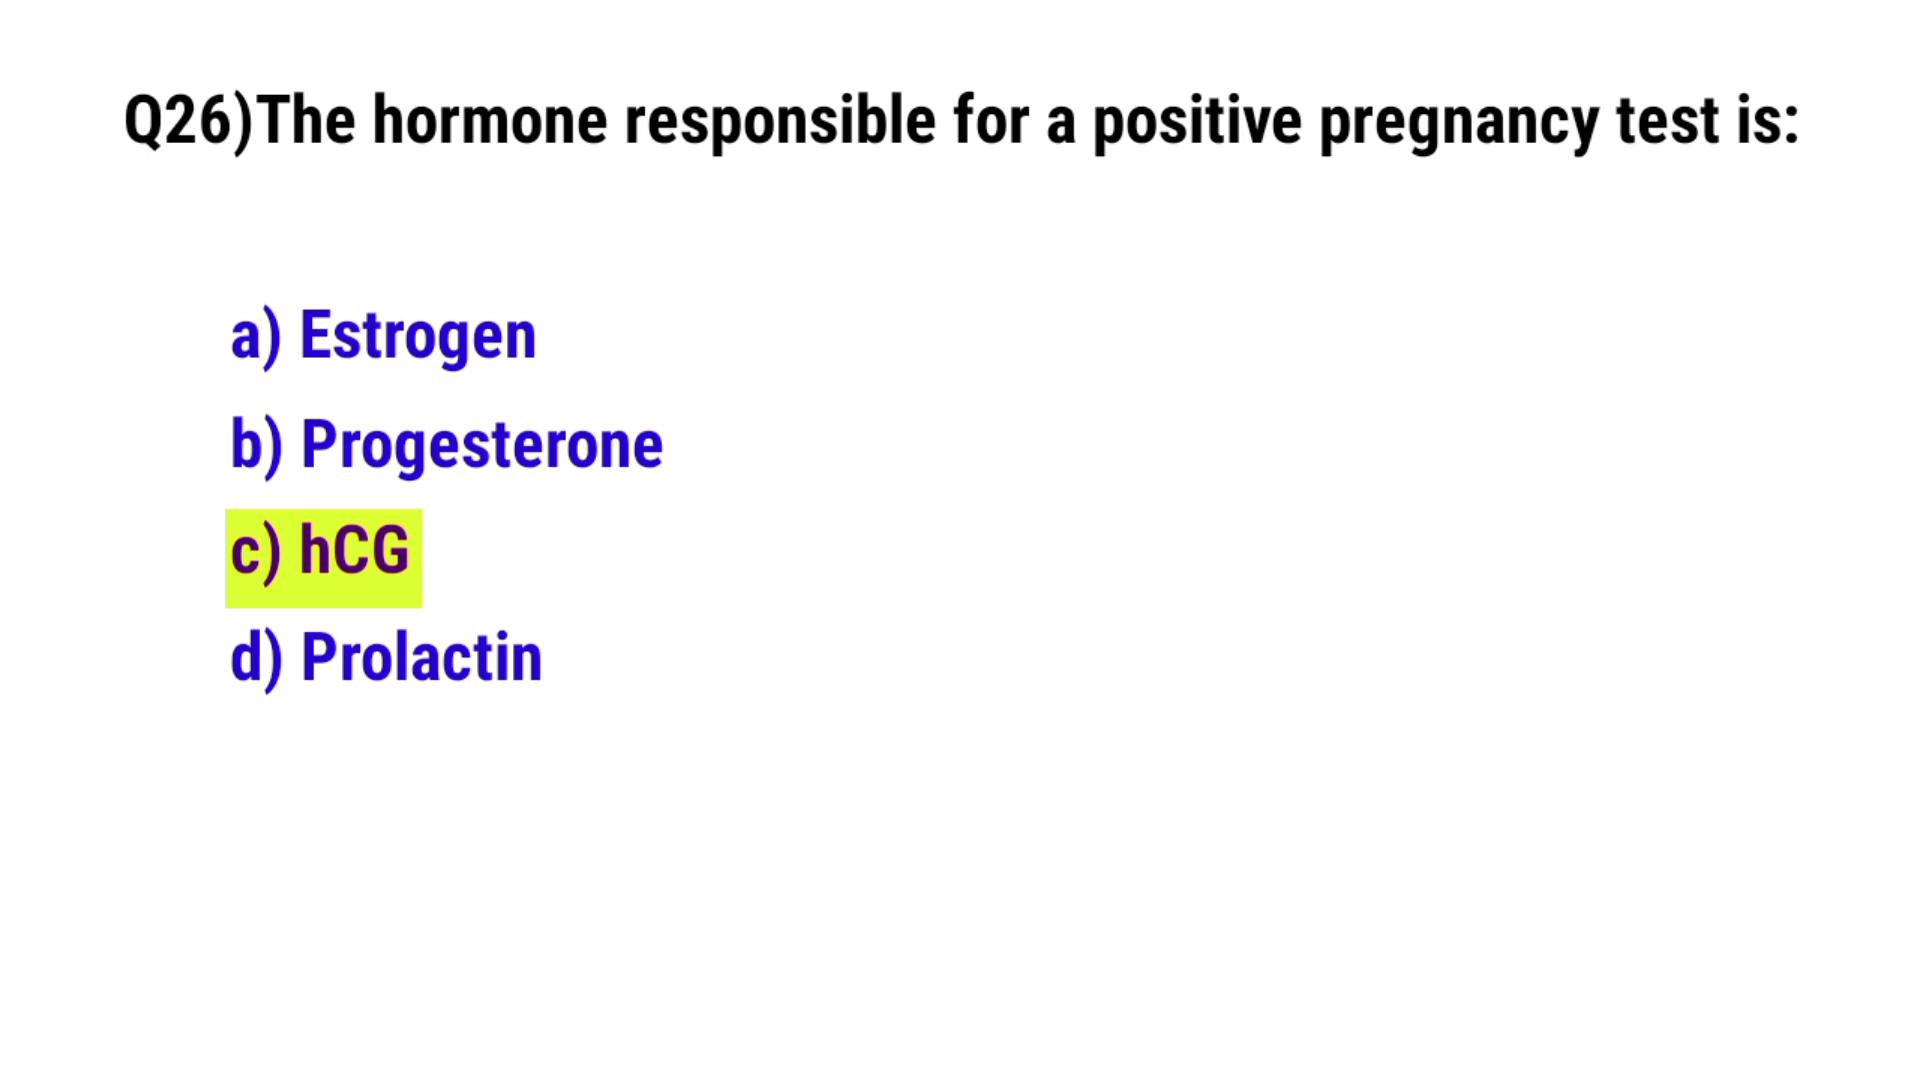 Q26)The hormone responsible for a positive pregnancy test is:
a) Estrogen
b) Progesterone
c) hCG
d) Prolactin